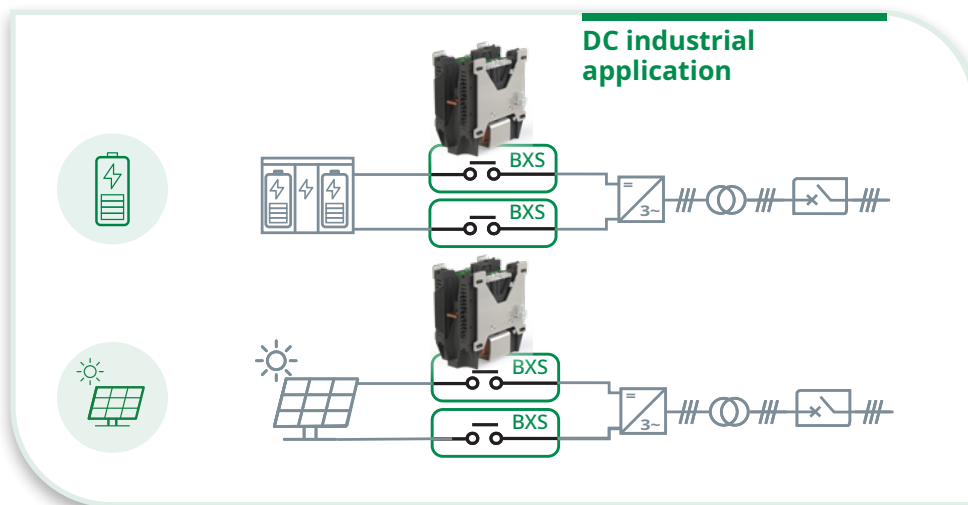 DC industrial
application
BXS
BXS
=
3~
BXS
BXS
=
3~